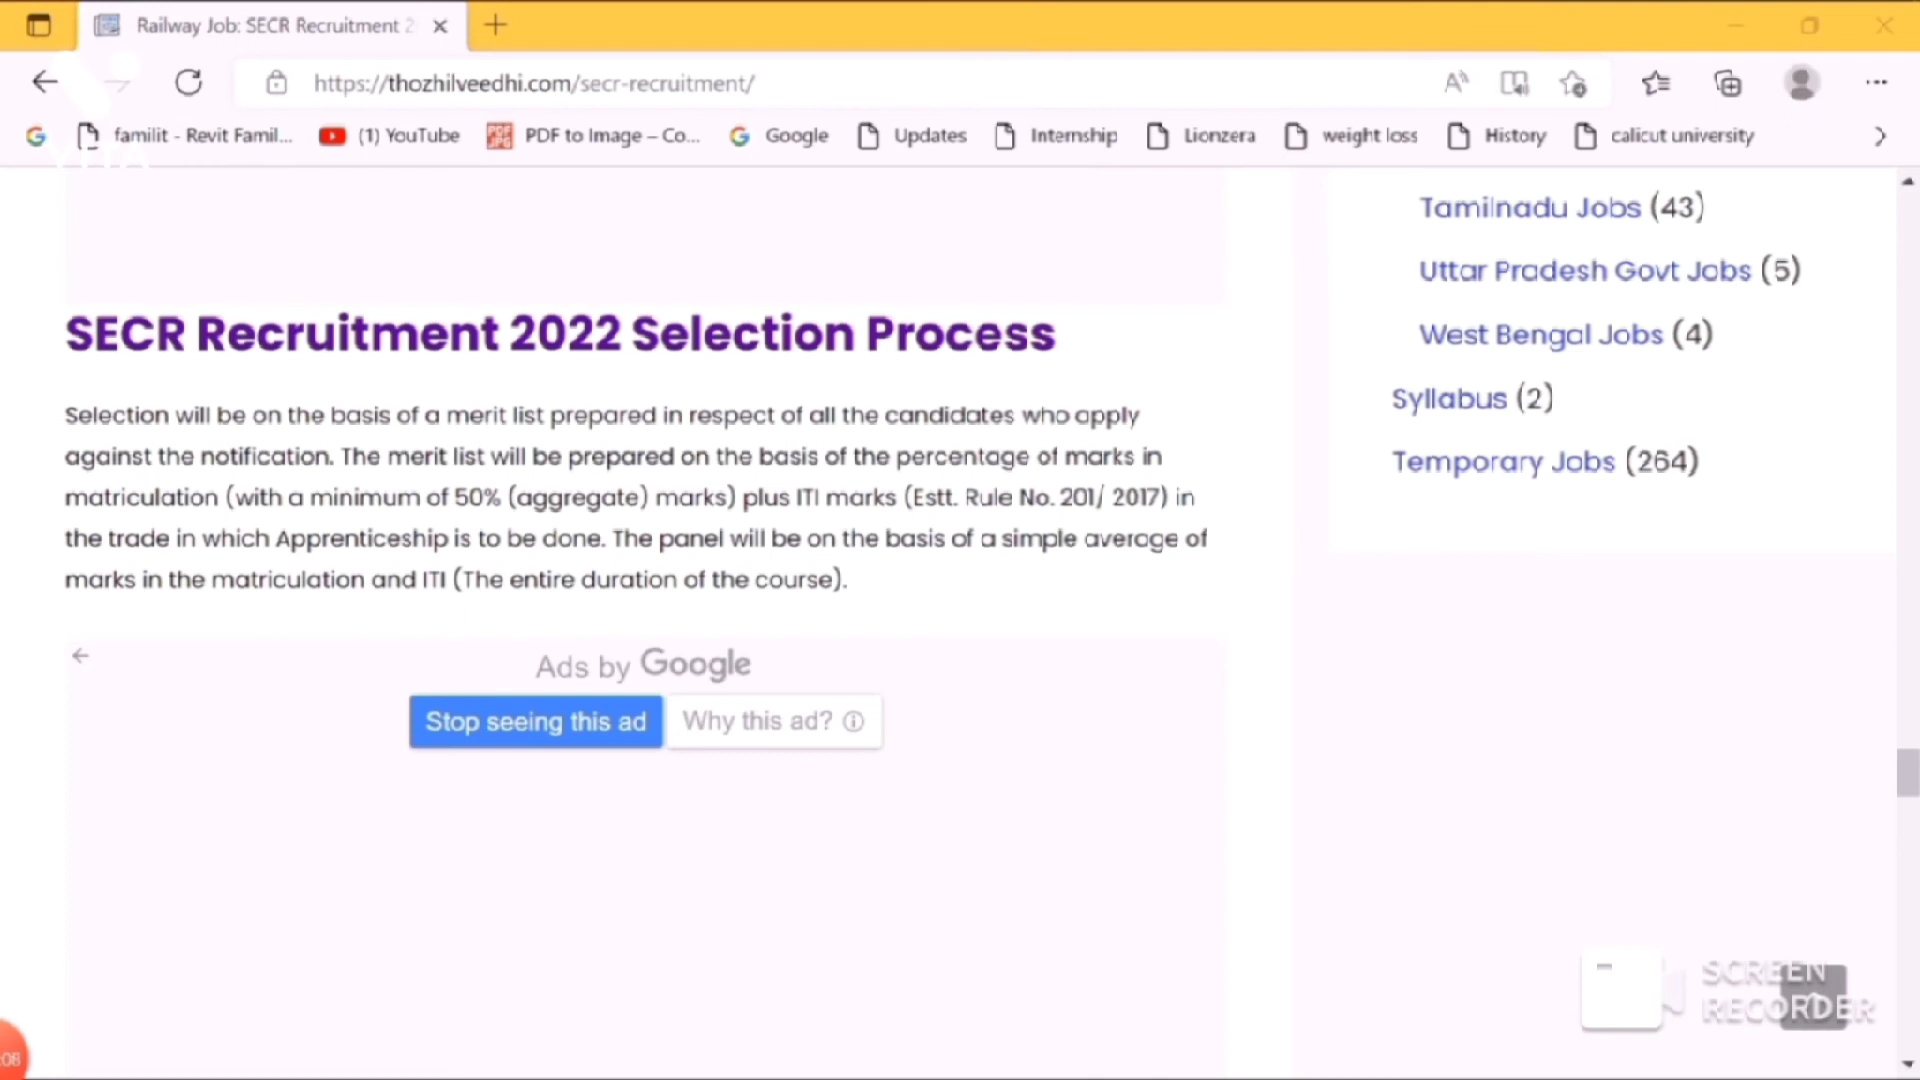 Railway Job: SECR Recruitment 2
https://thozhilveedhi.com/secr-recruitment/
familit - Revit Famil...
(1) YouTube
PDF to Image – Co...
Google
Updates
Internship
Lionzera
weight loss
History
calicut university
Tamilnadu Jobs (43)
Uttar Pradesh Govt Jobs (5)
West Bengal Jobs (4)
Syllabus (2)
Temporary Jobs (264)
SECR Recruitment 2022 Selection Process
Selection will be on the basis of a merit list prepared in respect of all the candidates who apply
against the notification. The merit list will be prepared on the basis of the percentage of marks in
matriculation (with a minimum of 50% (aggregate) marks) plus ITI marks (Estt. Rule No. 201/ 2017) in
the trade in which Apprenticeship is to be done. The panel will be on the basis of a simple average of
marks in the matriculation and ITI (The entire duration of the course).
Ads by Google
Stop seeing this ad
Why this ad?
SCREEN
RECORDER
:08